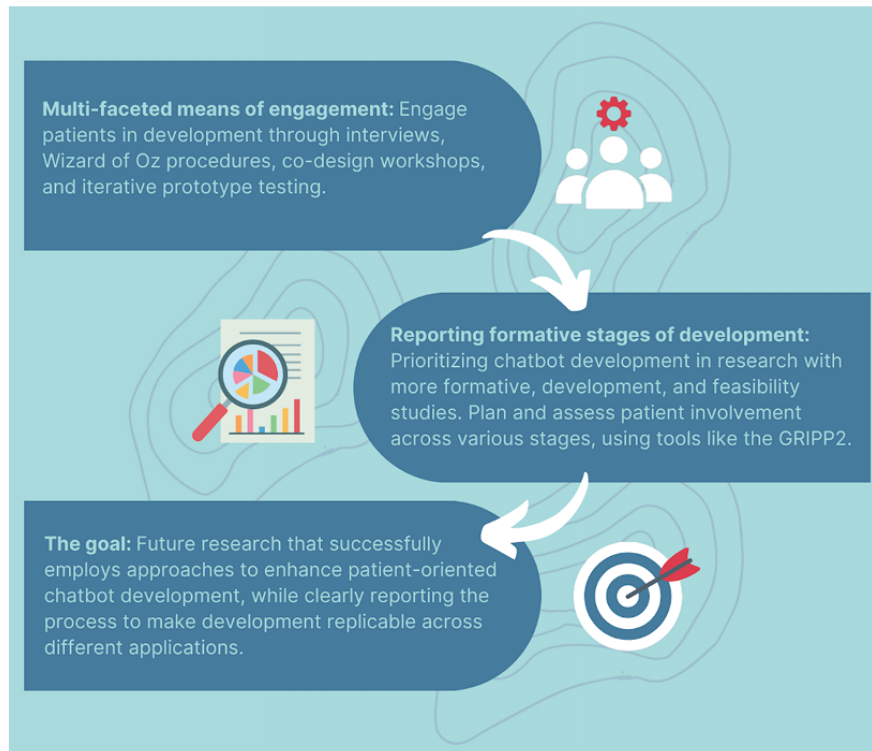 Multi-faceted means of engagement: Engage
patients in development through interviews,
Wizard of Oz procedures, co-design workshops,
and iterative prototype testing.
Reporting formative stages of development:
Prioritizing chatbot development in research with
more formative, development, and feasibility
studies. Plan and assess patient involvement
across various stages, using tools like the GRIPP2.
The goal: Future research that successfully
employs approaches to enhance patient-oriented
chatbot development, while clearly reporting the
process to make development replicable across
different applications.